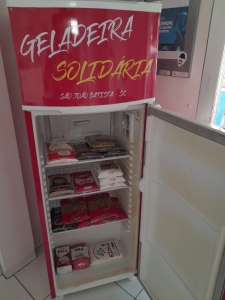 GELADEIRA
SOLIDÁRIA
SÃO JOÃO BATISTA - SC